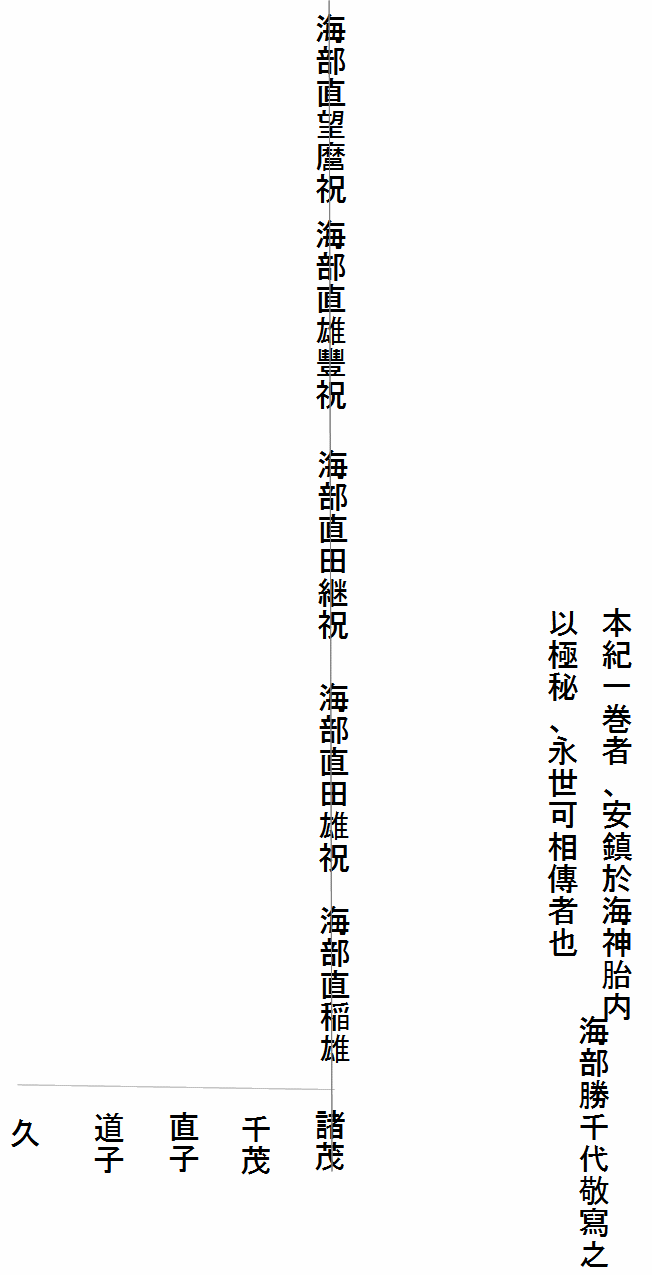 本紀一巻者、安鎮於海神胎内
以極秘、永世可相傳者也
海部勝千代敬寫之
海部直望麿祝
海部直雄豐祝
海部直田継祝
海部直田雄祝
海部直稲雄
諸茂
千茂
直子
道子
久